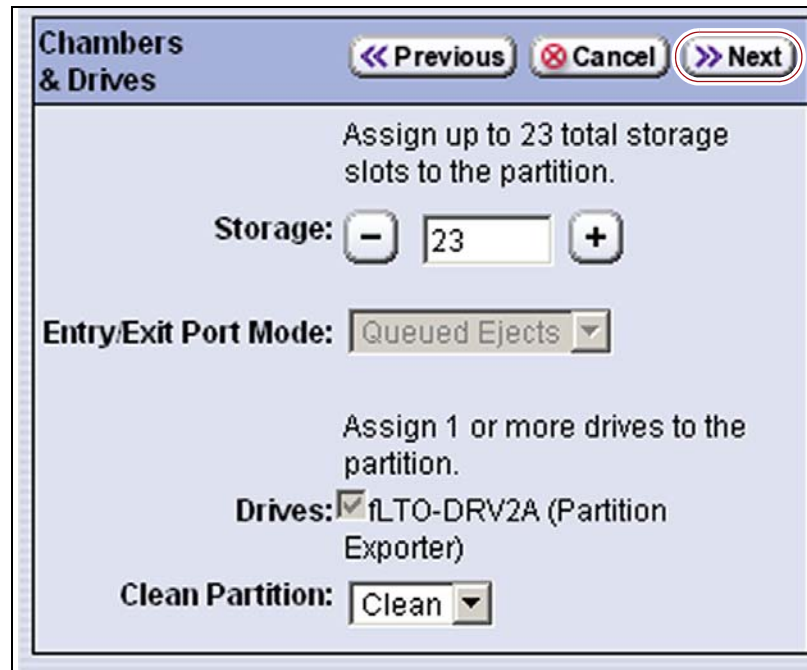 Chambers
& Drives
Previous
Cancel
Next
Assign up to 23 total storage
slots to the partition.
Storage:
−
23
+
Entry/Exit Port Mode:
Queued Ejects
Assign 1 or more drives to the
partition.
Drives:
fLTO-DRV2A (Partition
Exporter)
Clean Partition:
Clean